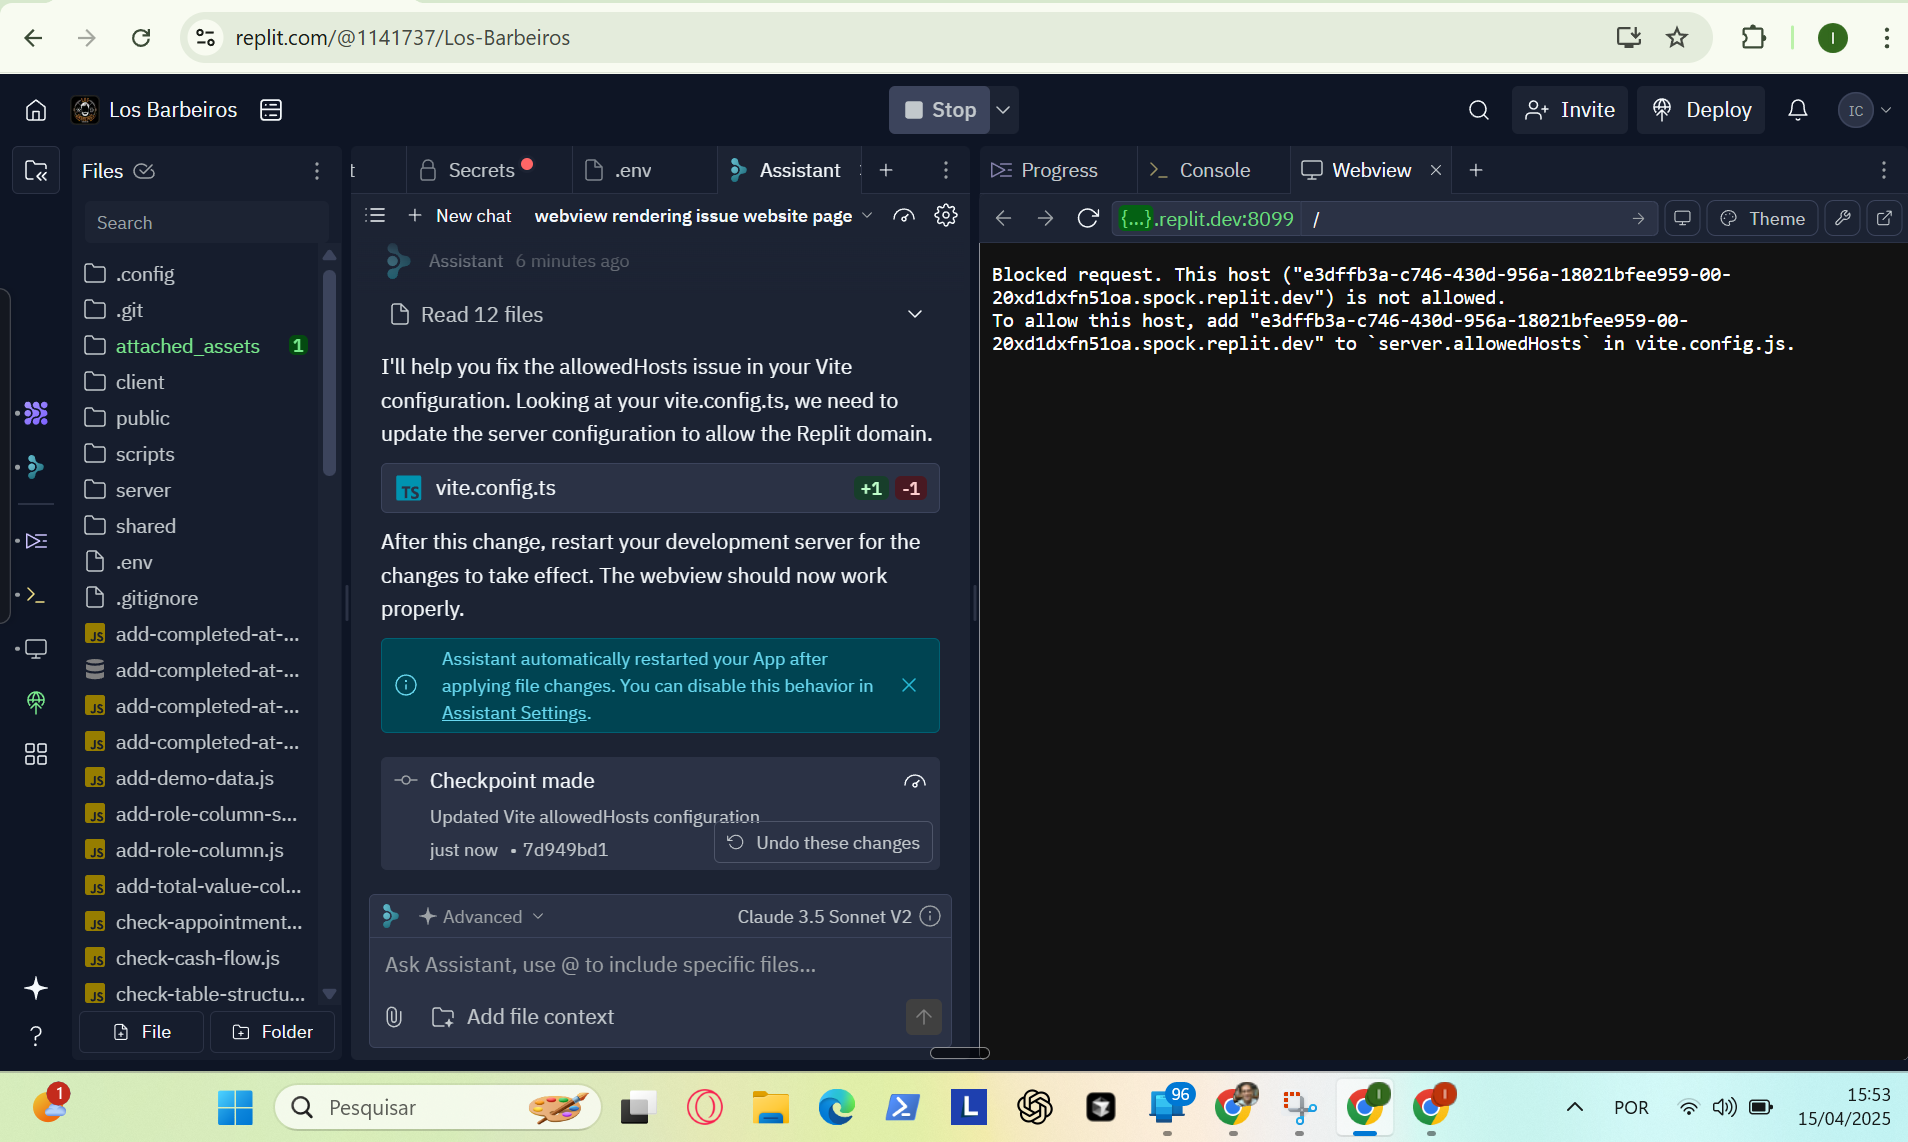 replit.com/@1141737/Los-Barbeiros
I
Los Barbeiros
Stop
Invite
Deploy
IC
Files
Search
.config
.git
attached_assets 1
client
public
scripts
server
shared
.env
.gitignore
add-completed-at-...
add-completed-at-...
add-completed-at-...
add-completed-at-...
add-demo-data.js
add-role-column-s...
add-role-column.js
add-total-value-col...
check-appointment...
check-cash-flow.js
check-table-structu...
File
Folder
t
Secrets
.env
Assistant
New chat
webview rendering issue website page
Assistant 6 minutes ago
Read 12 files
I'll help you fix the allowedHosts issue in your Vite
configuration. Looking at your vite.config.ts, we need to
update the server configuration to allow the Replit domain.
TS vite.config.ts +1 -1
After this change, restart your development server for the
changes to take effect. The webview should now work
properly.
Assistant automatically restarted your App after
applying file changes. You can disable this behavior in
Assistant Settings.
Checkpoint made
Updated Vite allowedHosts configuration
just now • 7d949bd1
Undo these changes
Advanced
Claude 3.5 Sonnet V2
Ask Assistant, use @ to include specific files...
Add file context
Progress
Console
Webview
{...}.replit.dev:8099 /
Theme
Blocked request. This host ("e3dffb3a-c746-430d-956a-18021bfee959-00-
20xd1dxfn51oa.spock.replit.dev") is not allowed.
To allow this host, add "e3dffb3a-c746-430d-956a-18021bfee959-00-
20xd1dxfn51oa.spock.replit.dev" to `server.allowedHosts` in vite.config.js.
1
Pesquisar
L
96
I
I
POR
15:53
15/04/2025